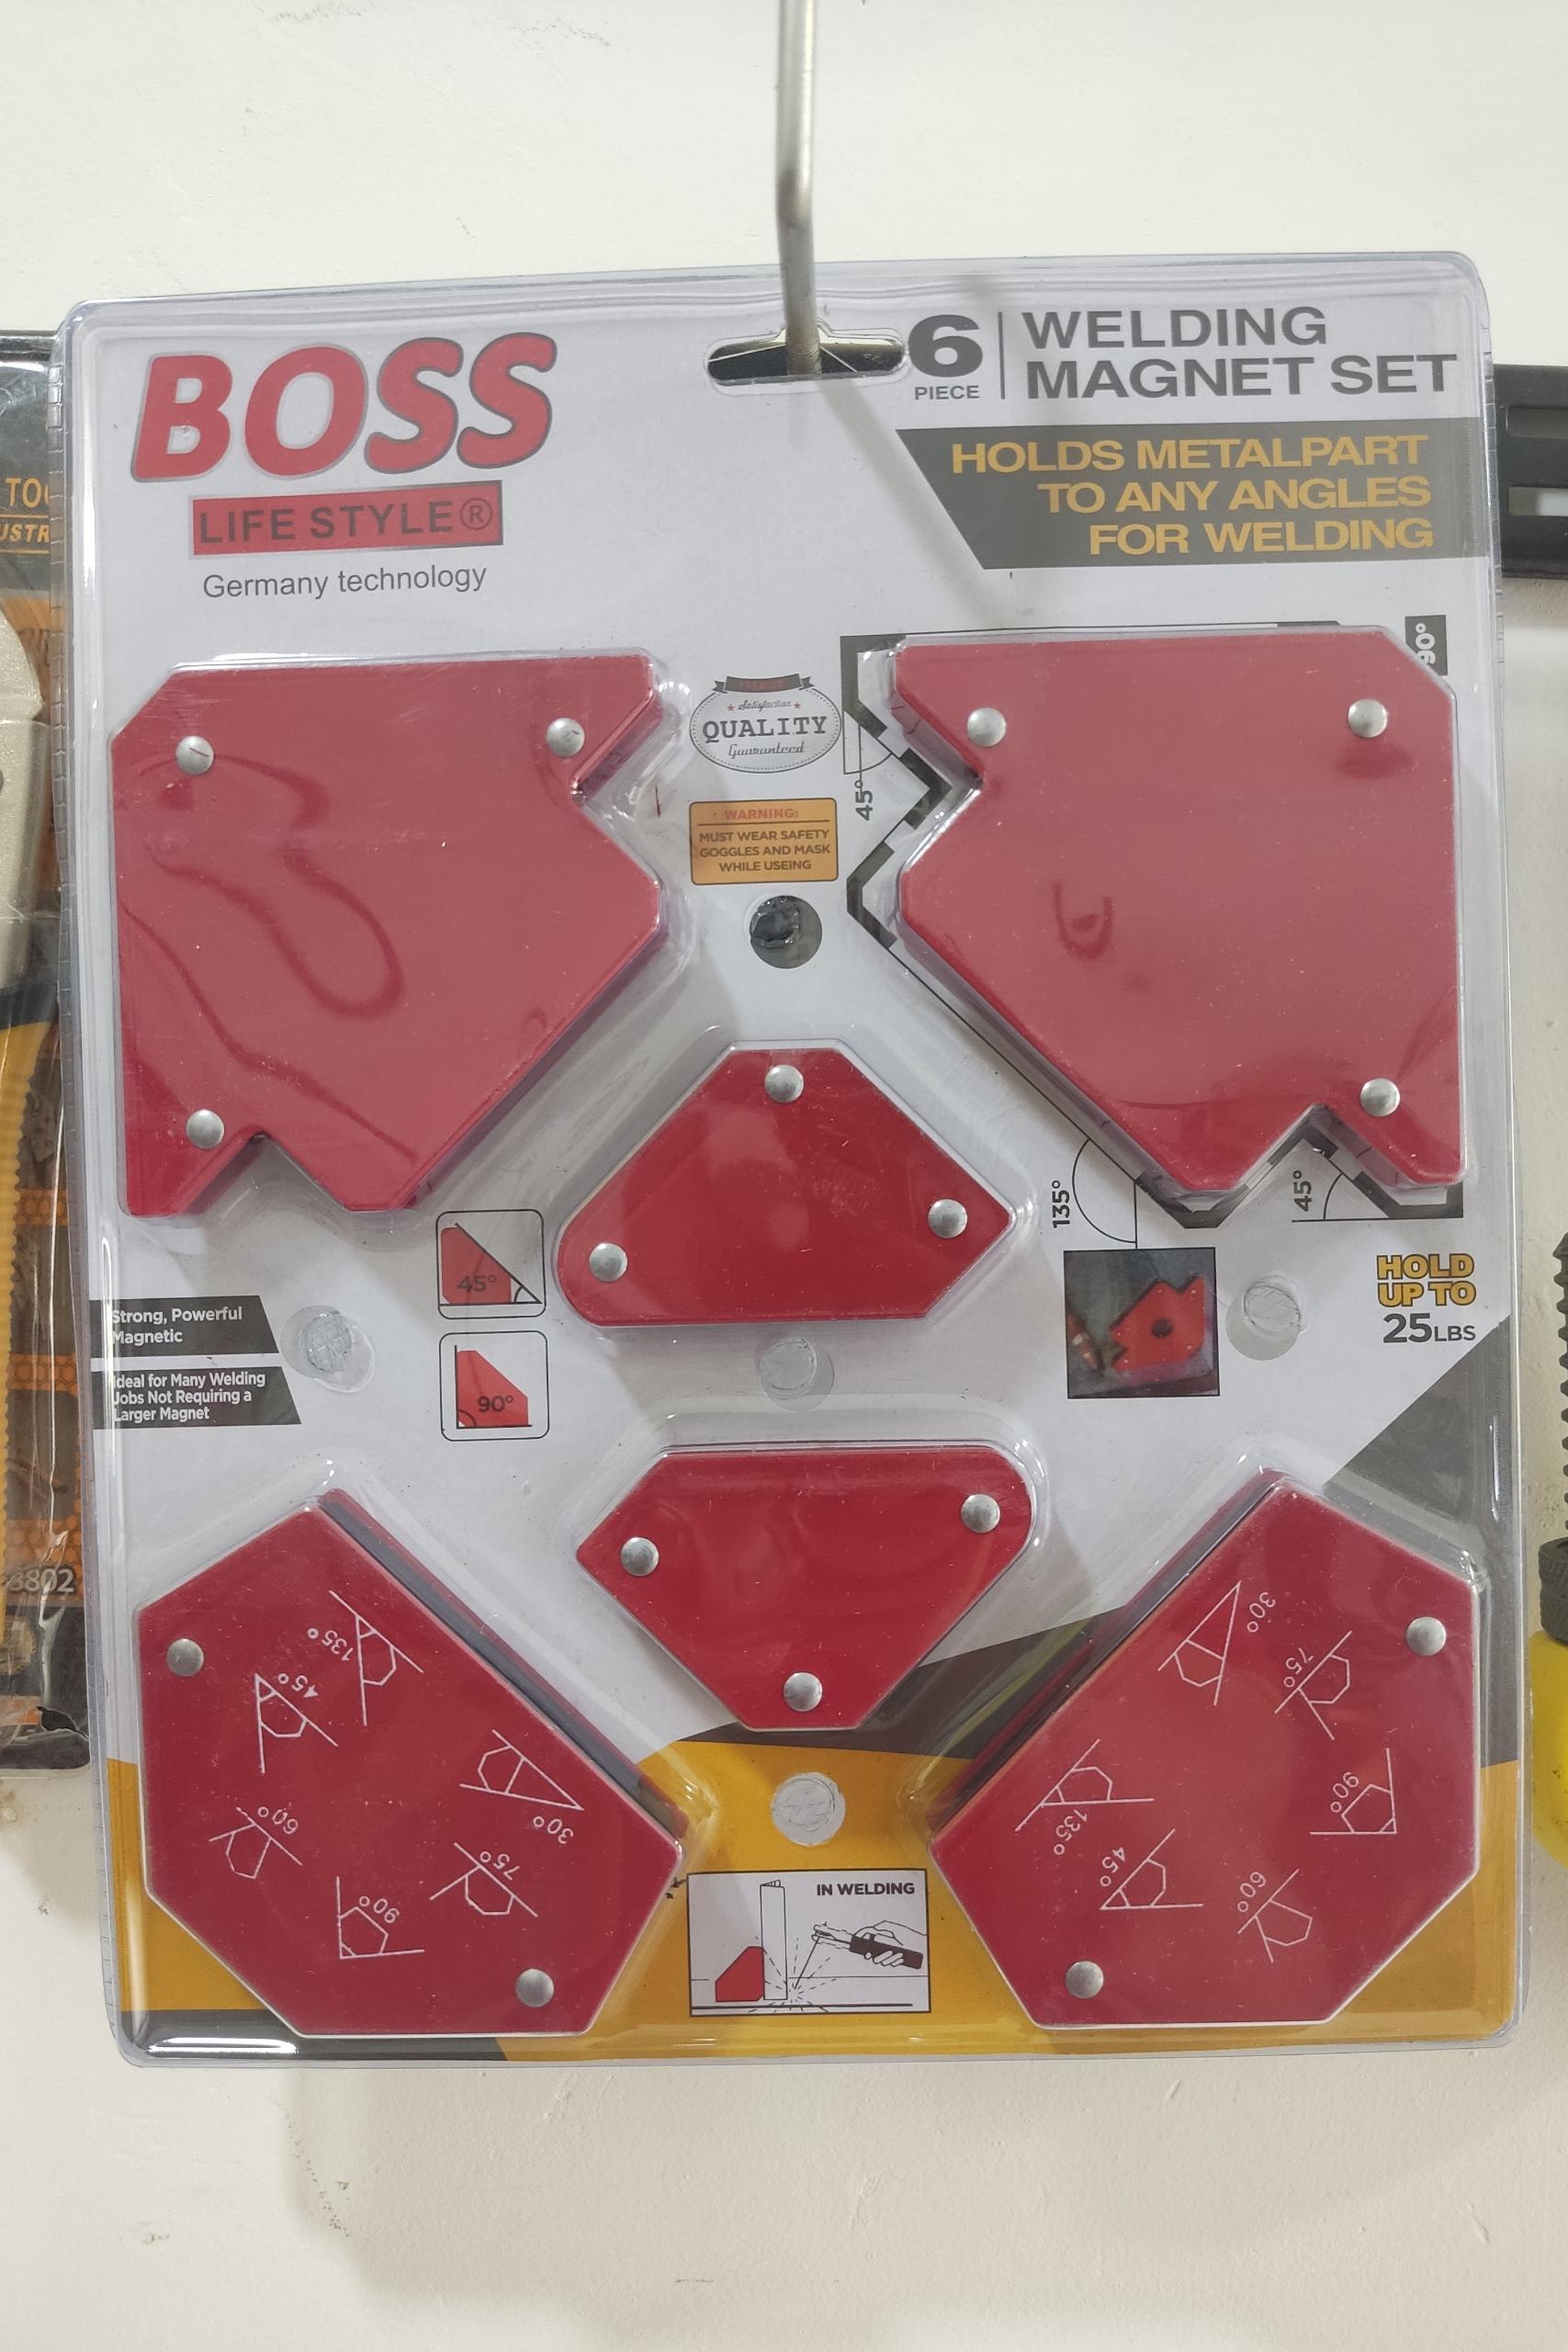 BOSS
LIFE STYLE®
Germany technology
6
PIECE
WELDING
MAGNET SET
HOLDS METALPART
TO ANY ANGLES
FOR WELDING
PREMIUM
Satisfaction
QUALITY
Guaranteed
WARNING:
MUST WEAR SAFETY
GOGGLES AND MASK
WHILE USEING
90°
45°
135°
45°
HOLD
UP TO
25LBS
45°
90°
Strong, Powerful
Magnetic
Ideal for Many Welding
Jobs Not Requiring a
Larger Magnet
135°
45°
30°
60°
75°
90°
30°
75°
135°
90°
45°
60°
IN WELDING
8802